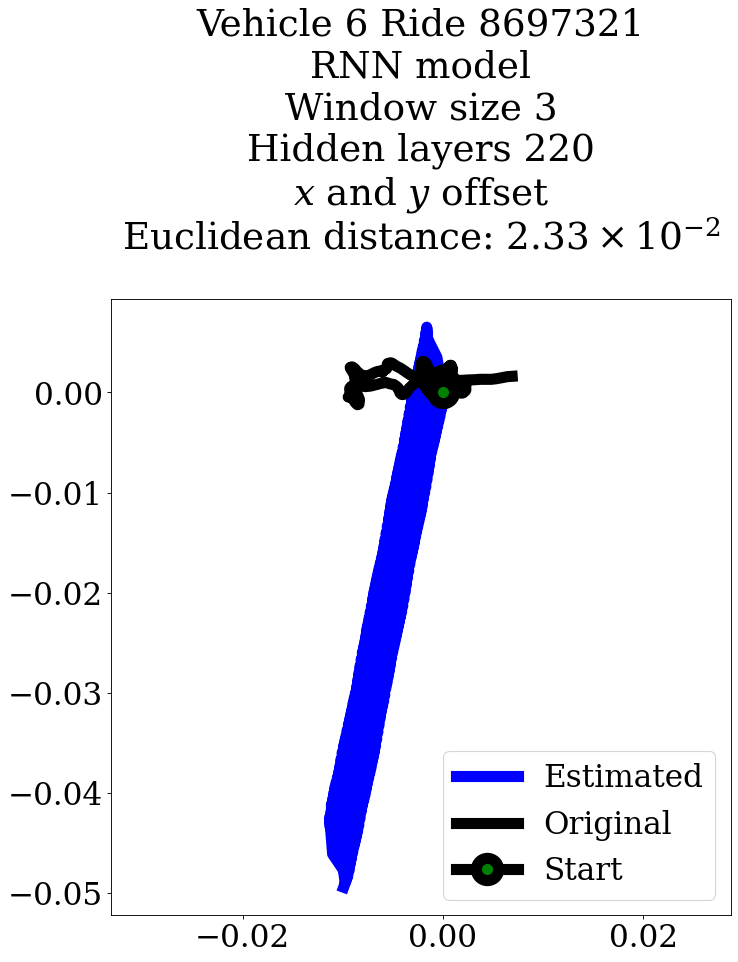 Vehicle 6 Ride 8697321
RNN model
Window size 3
Hidden layers 220
x and y offset
Euclidean distance: 2.33 × 10⁻²
0.00
−0.01
−0.02
−0.03
−0.04
−0.05
Estimated
Original
Start
−0.02 0.00 0.02